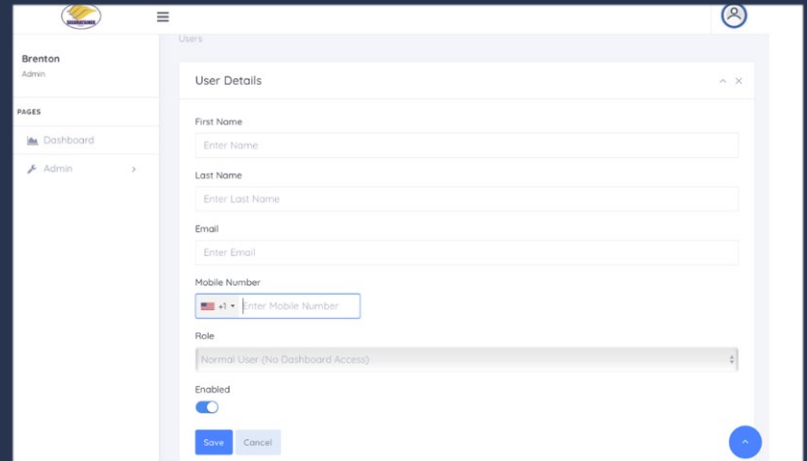 Users
Brenton
Admin
PAGES
Dashboard
Admin
User Details
First Name
Enter Name
Last Name
Enter Last Name
Email
Enter Email
Mobile Number
+1 Enter Mobile Number
Role
Normal User (No Dashboard Access)
Enabled
Save Cancel